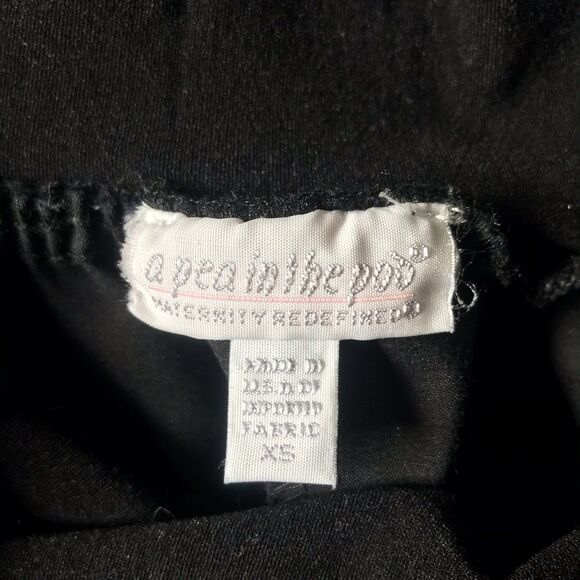 a pea in the pod®
MATERNITY REDEFINED®
MADE IN
U.S.A OF
IMPORTED
FABRIC
XS